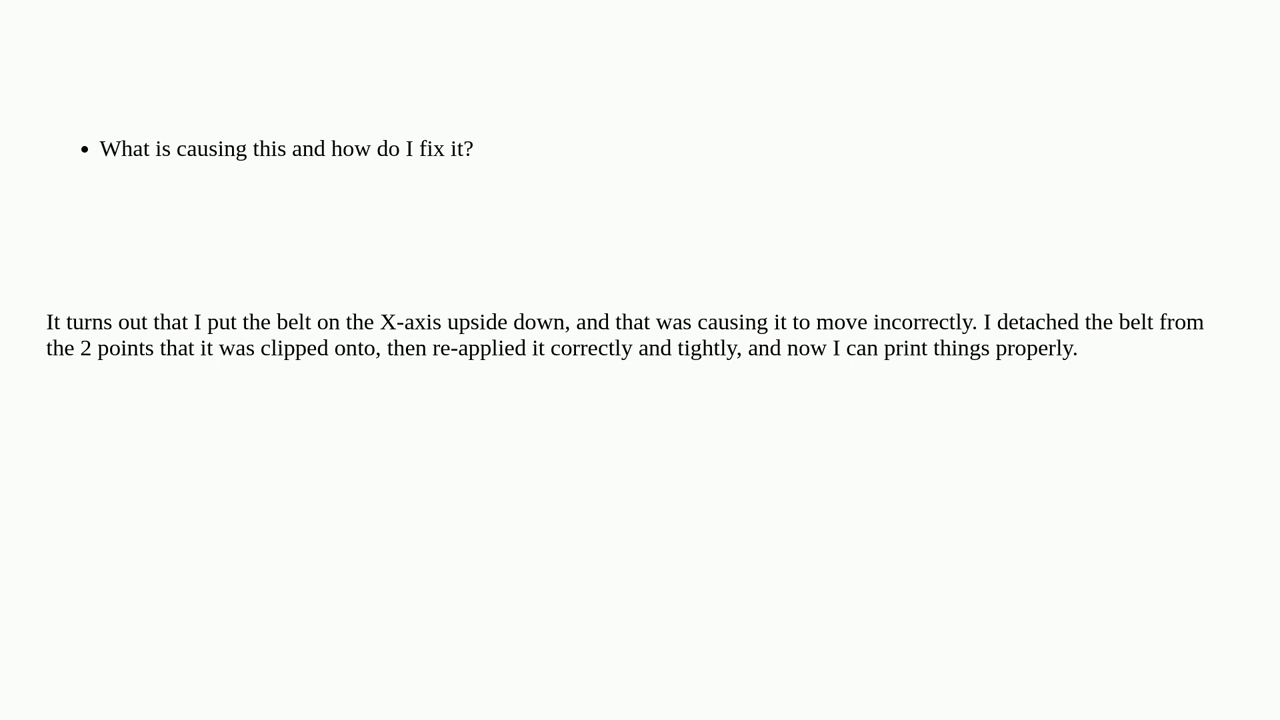 • What is causing this and how do I fix it?
It turns out that I put the belt on the X-axis upside down, and that was causing it to move incorrectly. I detached the belt from
the 2 points that it was clipped onto, then re-applied it correctly and tightly, and now I can print things properly.